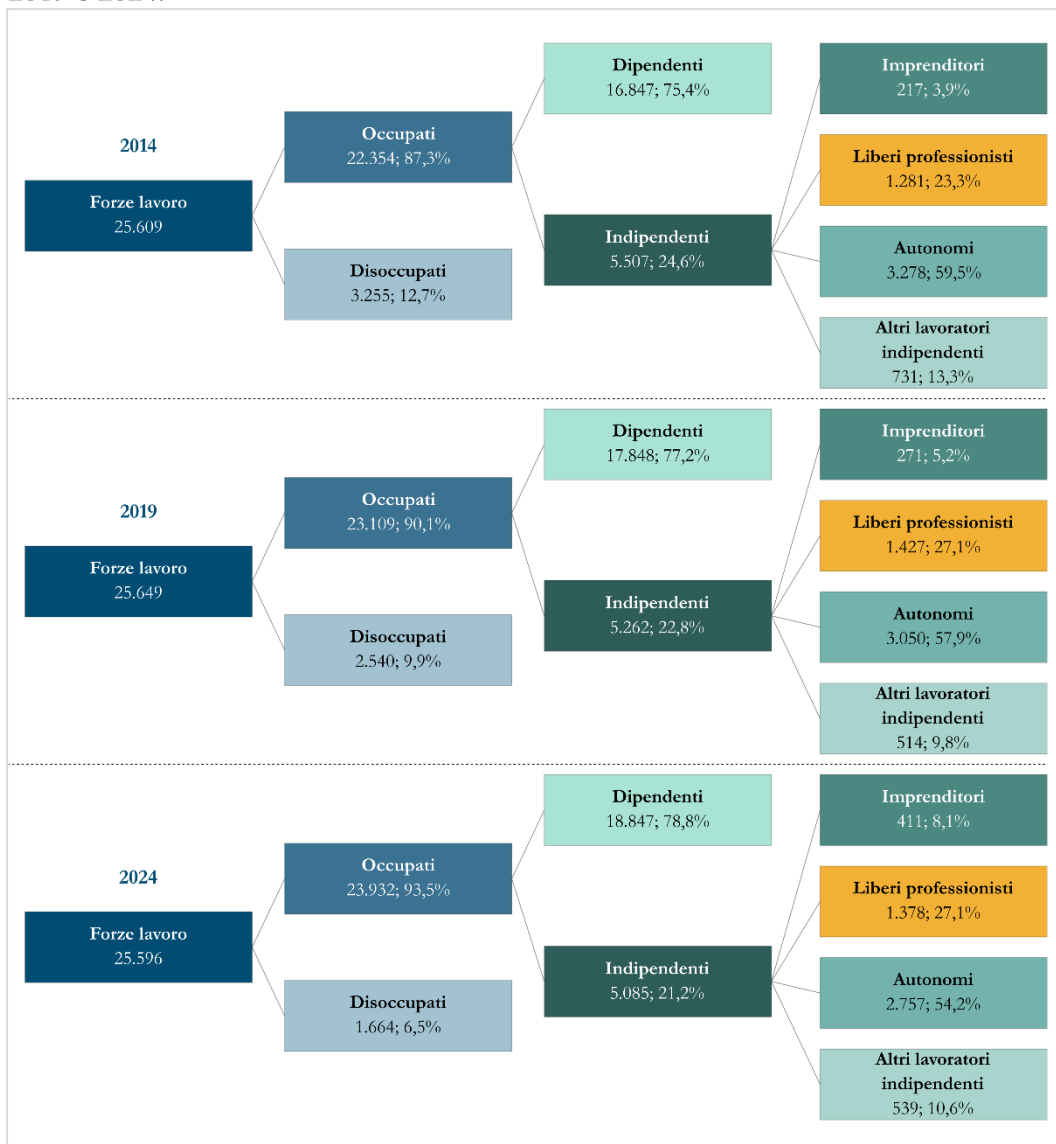 2014
Forze lavoro
25.609
Occupati
22.354; 87,3%
Disoccupati
3.255; 12,7%
Dipendenti
16.847; 75,4%
Indipendenti
5.507; 24,6%
Imprenditori
217; 3,9%
Liberi professionisti
1.281; 23,3%
Autonomi
3.278; 59,5%
Altri lavoratori
indipendenti
731; 13,3%
2019
Forze lavoro
25.649
Occupati
23.109; 90,1%
Disoccupati
2.540; 9,9%
Dipendenti
17.848; 77,2%
Indipendenti
5.262; 22,8%
Imprenditori
271; 5,2%
Liberi professionisti
1.427; 27,1%
Autonomi
3.050; 57,9%
Altri lavoratori
indipendenti
514; 9,8%
2024
Forze lavoro
25.596
Occupati
23.932; 93,5%
Disoccupati
1.664; 6,5%
Dipendenti
18.847; 78,8%
Indipendenti
5.085; 21,2%
Imprenditori
411; 8,1%
Liberi professionisti
1.378; 27,1%
Autonomi
2.757; 54,2%
Altri lavoratori
indipendenti
539; 10,6%